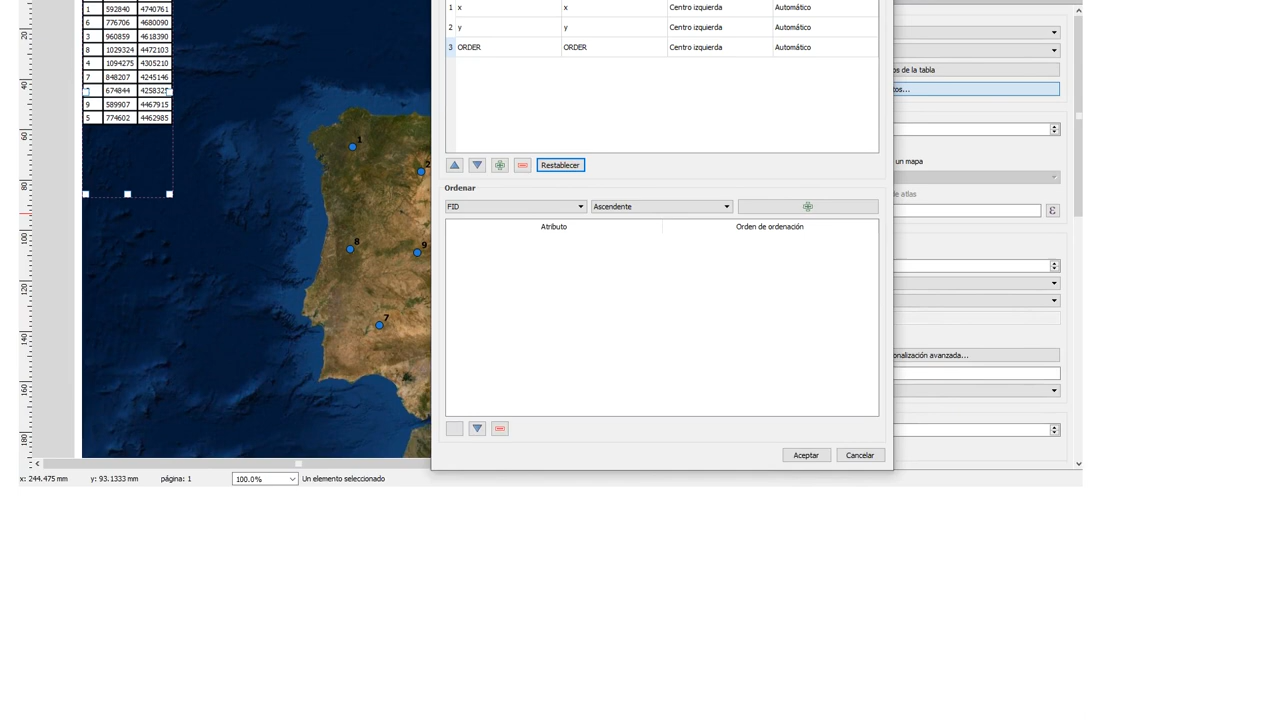 1 592840 4740761
6 776706 4680090
3 960859 4618390
8 1029324 4472103
4 1094275 4305210
7 848207 4245146
674844
9 589907 4467915
5 774602 4462985
20
40
60
80
100
120
140
160
180
1
2
8
9
7
1 x x Centro izquierda Automático
2 y y Centro izquierda Automático
3 ORDER ORDER Centro izquierda Automático
Restablecer
Ordenar
FID Ascendente
Atributo Orden de ordenación
Aceptar Cancelar
os de la tabla
tos...
un mapa
e atlas
ε
onalización avanzada...
x: 244.475 mm y: 93.1333 mm página: 1 100.0% Un elemento seleccionado